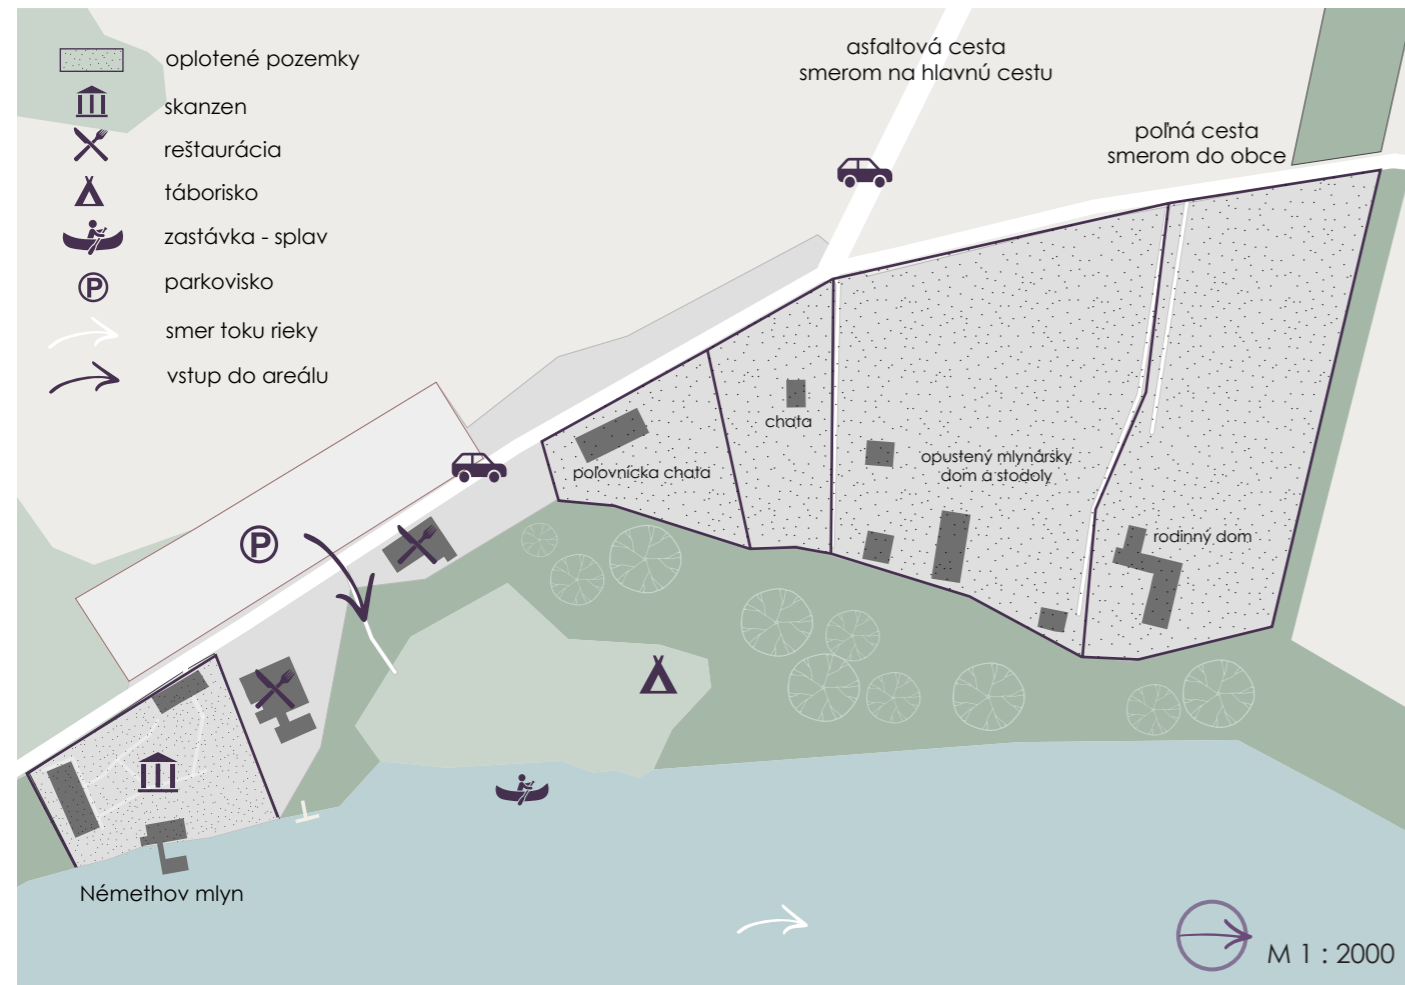 oplotené pozemky
skanzen
reštaurácia
táborisko
zastávka - splav
P
parkovisko
smer toku rieky
vstup do areálu
asfaltová cesta
smerom na hlavnú cestu
poľná cesta
smerom do obce
chata
poľovnícka chata
opustený mlynársky
dom a stodoly
rodinný dom
P
Némethov mlyn
M 1 : 2000